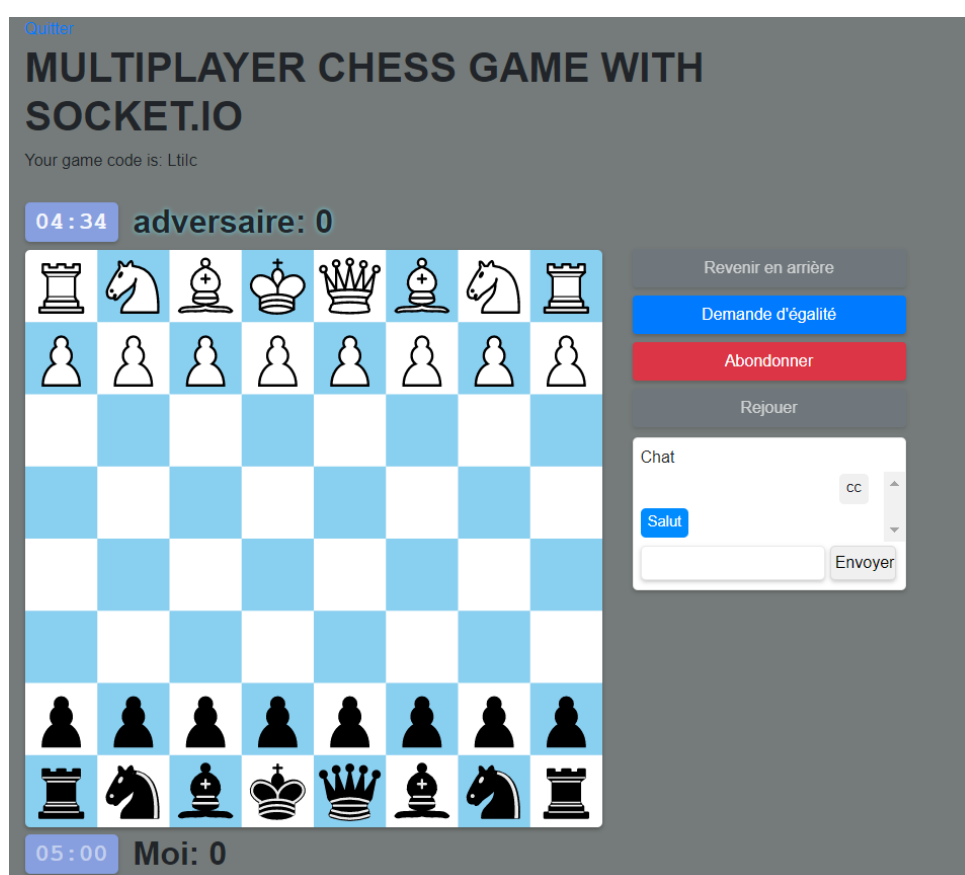 Quitter
MULTIPLAYER CHESS GAME WITH
SOCKET.IO
Your game code is: Ltilc
04:34 adversaire: 0
Revenir en arrière
Demande d'égalité
Abondonner
Rejouer
Chat
cc
Salut
Envoyer
05:00 Moi: 0